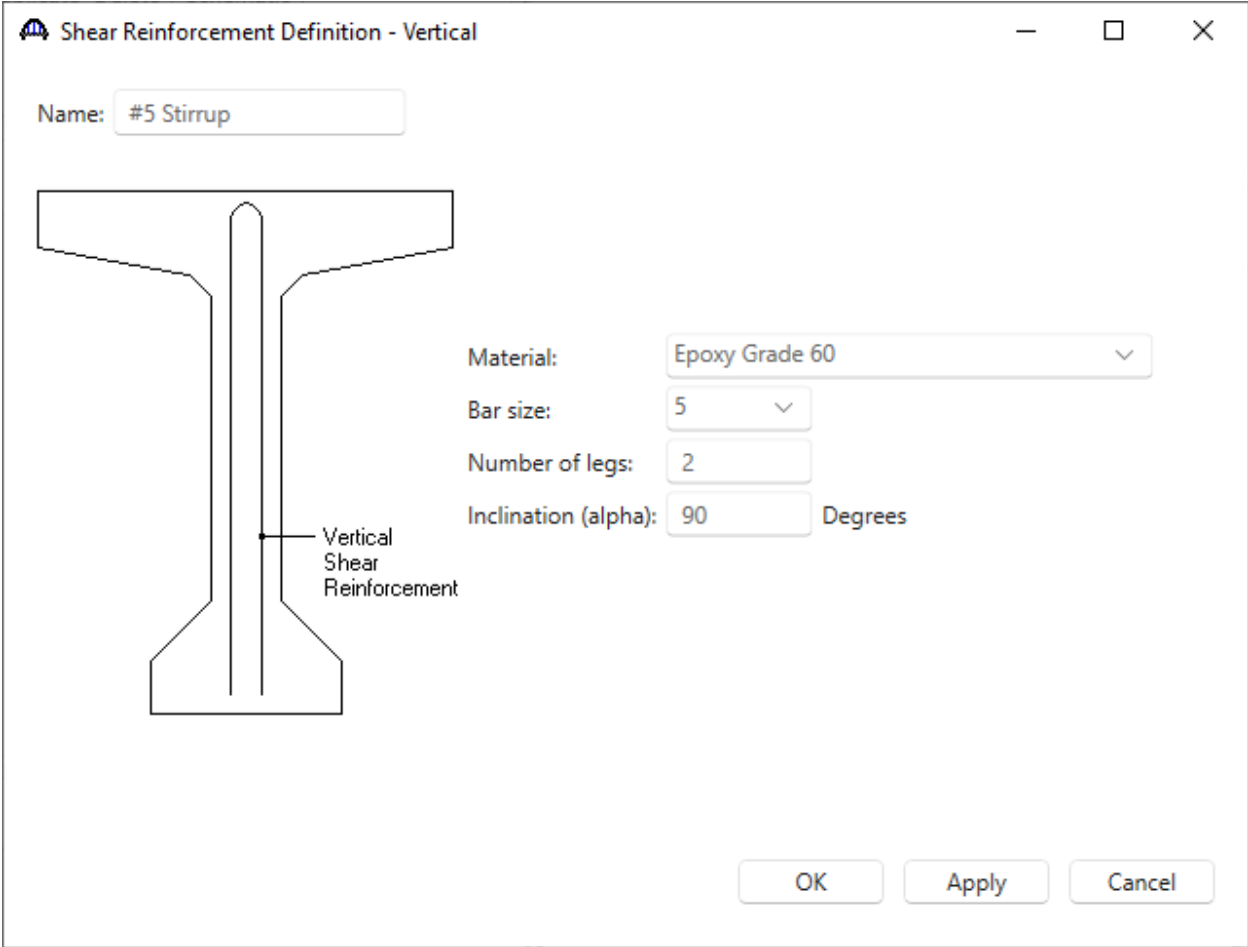 Shear Reinforcement Definition - Vertical
Name: #5 Stirrup
Material: Epoxy Grade 60
Bar size: 5
Number of legs: 2
Inclination (alpha): 90 Degrees
Vertical
Shear
Reinforcement
OK Apply Cancel